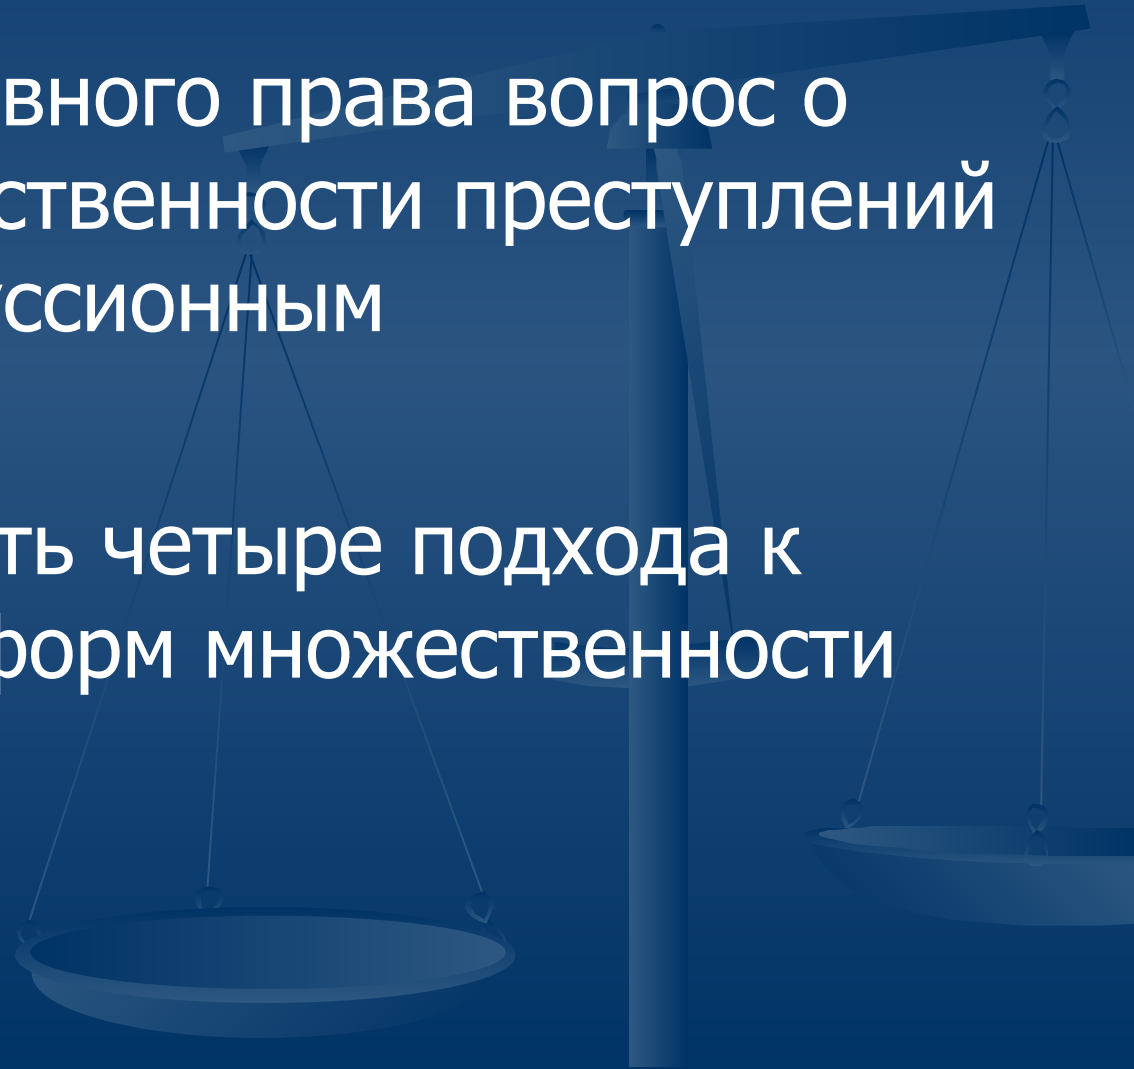 вного права вопрос о
ственности преступлений
уссионным
ть четыре подхода к
форм множественности